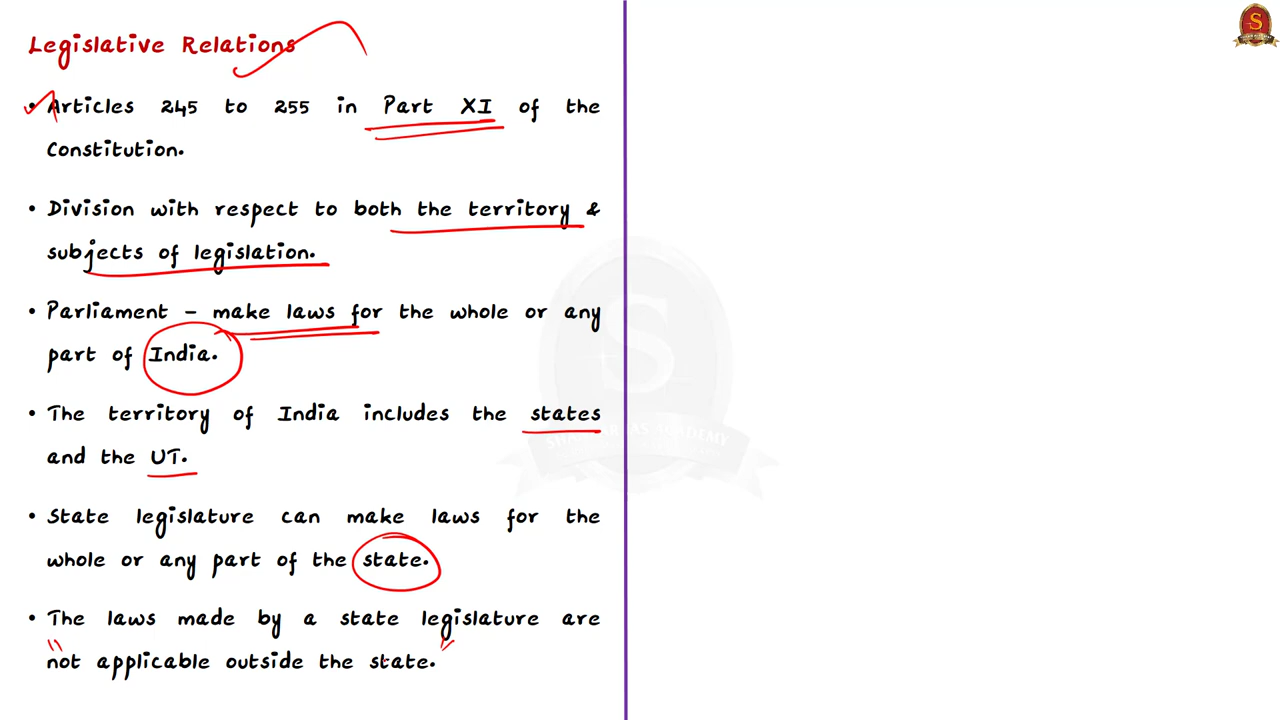 Legislative Relations
• Articles 245 to 255 in Part XI of the
Constitution.
• Division with respect to both the territory &
subjects of legislation.
• Parliament – make laws for the whole or any
part of India.
• The territory of India includes the states
and the UT.
• State legislature can make laws for the
whole or any part of the state.
• The laws made by a state legislature are
not applicable outside the state.
S